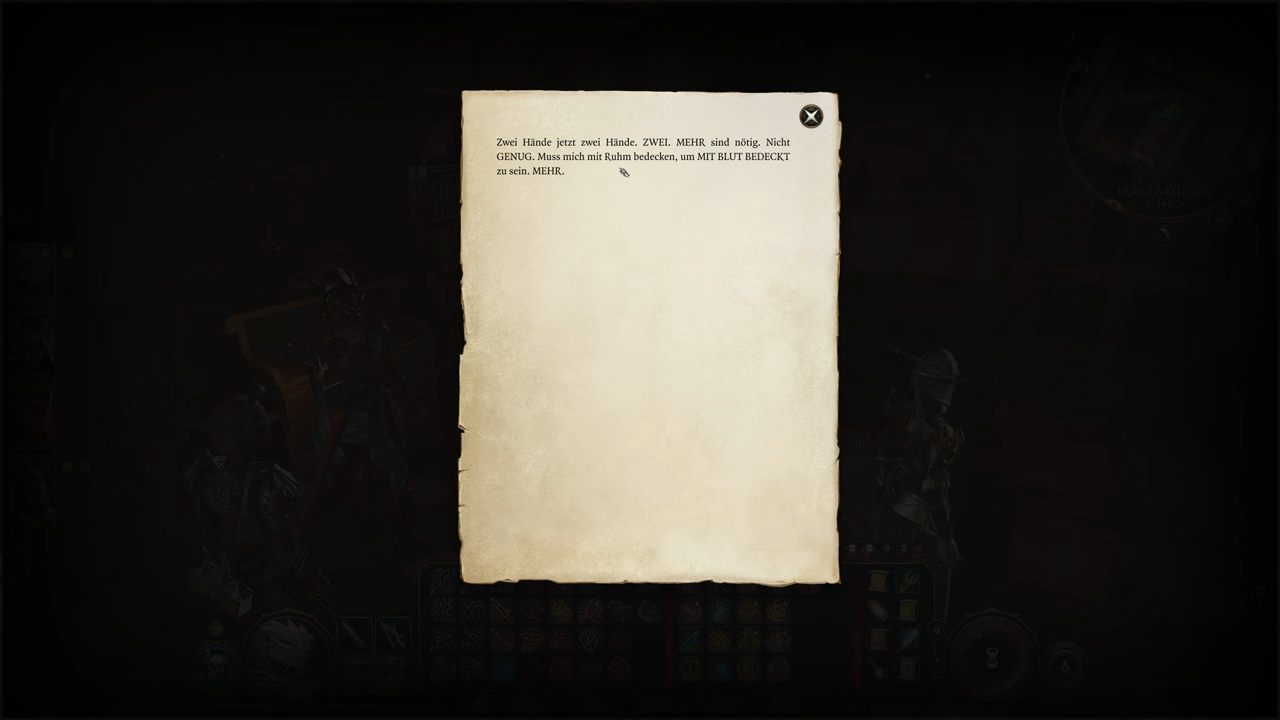 Zwei Hände jetzt zwei Hände. ZWEI. MEHR sind nötig. Nicht
GENUG. Muss mich mit Ruhm bedecken, um MIT BLUT BEDECKT
zu sein. MEHR.